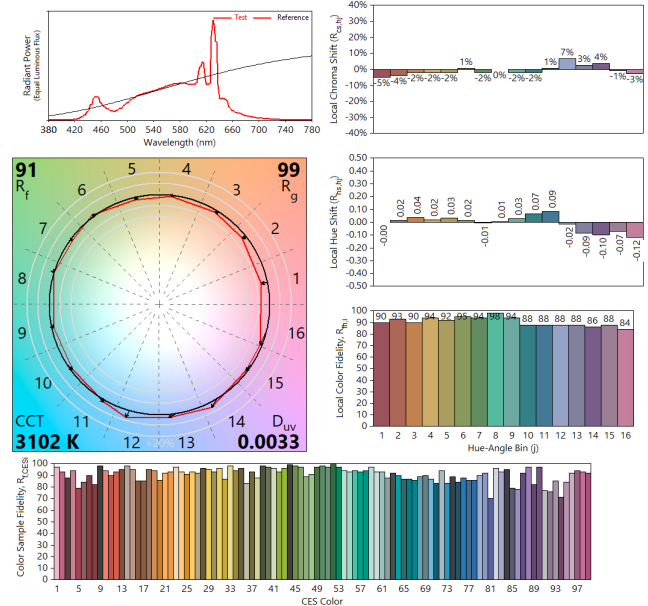 Radiant Power
(Equal Luminous Flux)
Test Reference
380 420 460 500 540 580 620 660 700 740 780
Wavelength (nm)
Local Chroma Shift (Rcs,hj)
40%
30%
20%
10%
0%
-10%
-20%
-30%
-40%
-5% -4% -2% -2% -2% 1% -2% 0% -2% -2% 1% 7% 3% 4% -1% -3%
91
Rf
99
Rg
CCT
3102 K
Duv
0.0033
+20%
1
2
3
4
5
6
7
8
9
10
11
12
13
14
15
16
Local Hue Shift (Rhs,hj)
0.50
0.40
0.30
0.20
0.10
0.00
-0.10
-0.20
-0.30
-0.40
-0.50
-0.00 0.02 0.04 0.02 0.03 0.02 -0.01 0.01 0.03 0.07 0.09 -0.02 -0.09 -0.10 -0.07 -0.12
Local Color Fidelity, Rfh,j
100
90
80
70
60
50
40
30
20
10
0
90 93 90 94 92 95 94 98 94 88 88 88 88 86 88 84
1 2 3 4 5 6 7 8 9 10 11 12 13 14 15 16
Hue-Angle Bin (j)
Color Sample Fidelity, Rf,CESi
100
90
80
70
60
50
40
30
20
10
0
1 5 9 13 17 21 25 29 33 37 41 45 49 53 57 61 65 69 73 77 81 85 89 93 97
CES Color